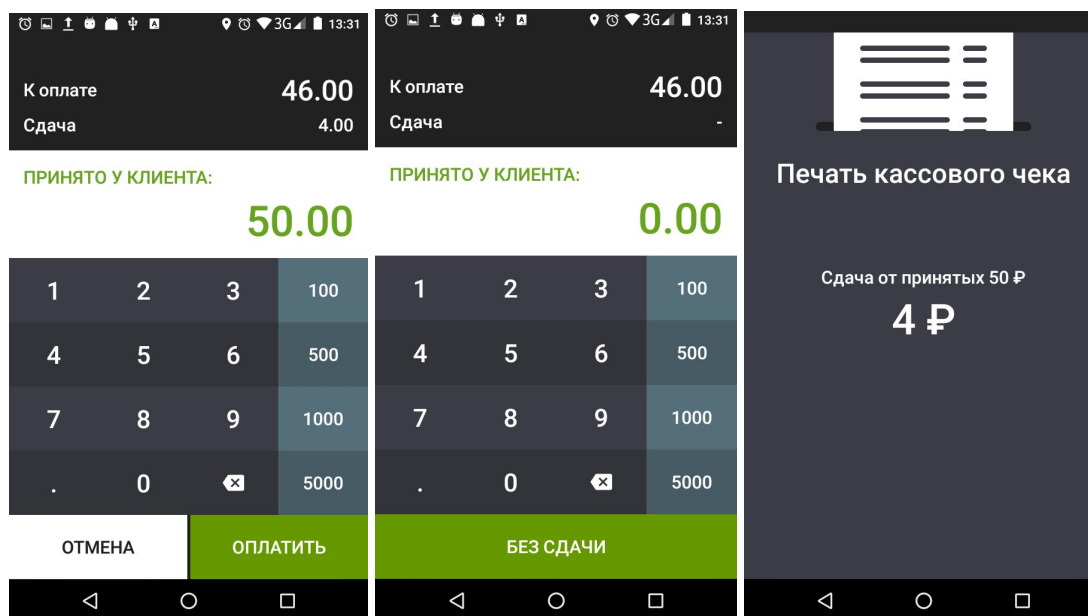 3G 13:31
К оплате 46.00
Сдача 4.00
ПРИНЯТО У КЛИЕНТА:
50.00
1 2 3 100
4 5 6 500
7 8 9 1000
. 0 5000
ОТМЕНА ОПЛАТИТЬ
A 3G 13:31
К оплате 46.00
Сдача -
ПРИНЯТО У КЛИЕНТА:
0.00
1 2 3 100
4 5 6 500
7 8 9 1000
. 0 5000
БЕЗ СДАЧИ
Печать кассового чека
Сдача от принятых 50 ₽
4 ₽